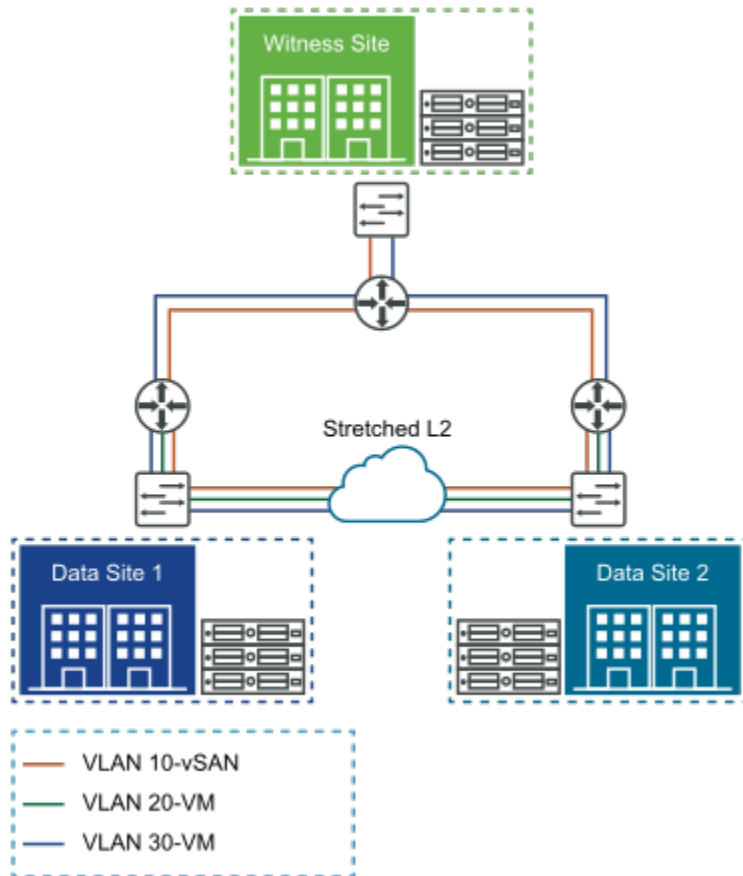 Witness Site
Stretched L2
Data Site 1
Data Site 2
VLAN 10-vSAN
VLAN 20-VM
VLAN 30-VM